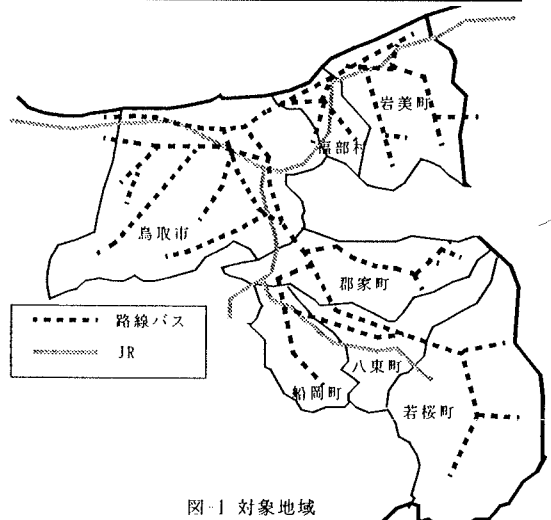 岩美町
福部村
鳥取市
郡家町
路線バス
JR
八東町
船岡町
若桜町
図-1 対象地域